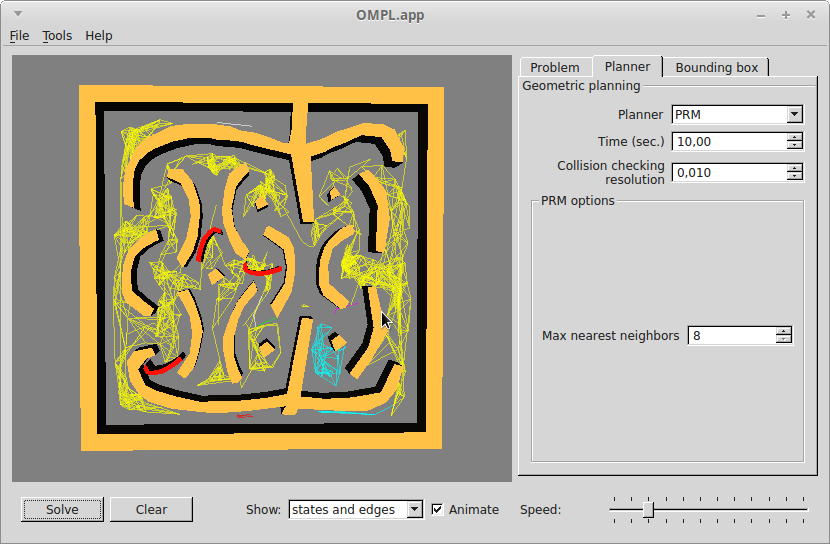 OMPL.app
File Tools Help
Problem Planner Bounding box
Geometric planning
Planner PRM
Time (sec.) 10,00
Collision checking
resolution 0,010
PRM options
Max nearest neighbors 8
Solve Clear Show: states and edges Animate Speed: